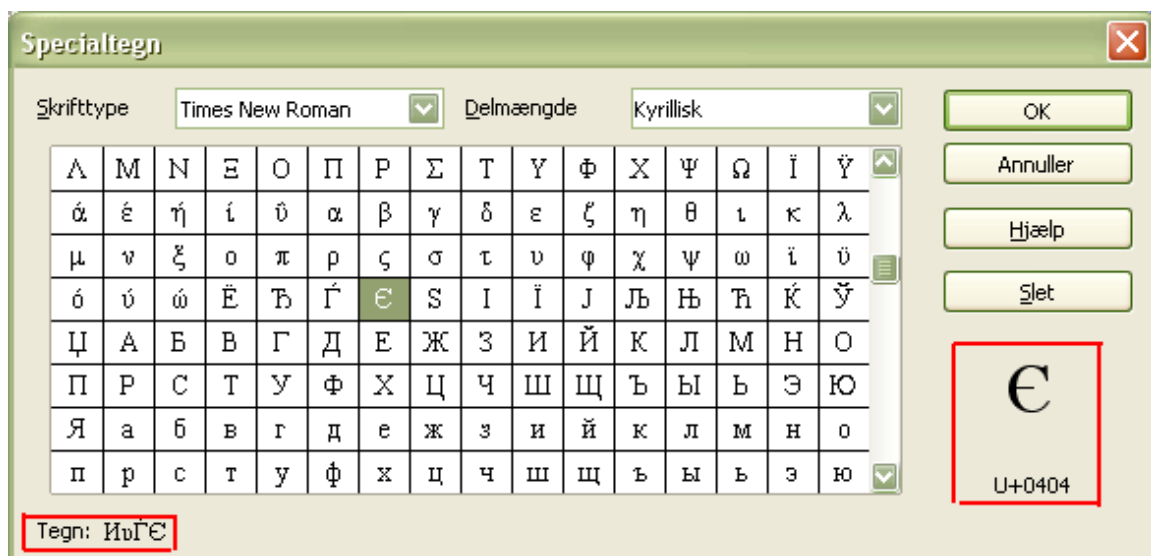 Specialtegn
Skrifttype Times New Roman Delmængde Kyrillisk OK
Λ Μ Ν Ξ Ο Π Ρ Σ Τ Υ Φ Χ Ψ Ω Ϊ Ϋ Annuller
ά έ ή ί ΰ α β γ δ ε ζ η θ ι κ λ Hjælp
μ ν ξ ο π ρ ς σ τ υ φ χ ψ ω ϊ ϋ
ό ύ ώ Ё Ђ Ѓ Є Ѕ І Ї Ј Љ Њ Ћ Ќ Ў Slet
Џ А Б В Г Д Е Ж З И Й К Л М Н О
П Р С Т У Ф Х Ц Ч Ш Щ Ъ Ы Ь Э Ю Є
Я а б в г д е ж з и й к л м н о
п р с т у ф х ц ч ш щ ъ ы ь э ю U+0404
Tegn: ИυЃЄ